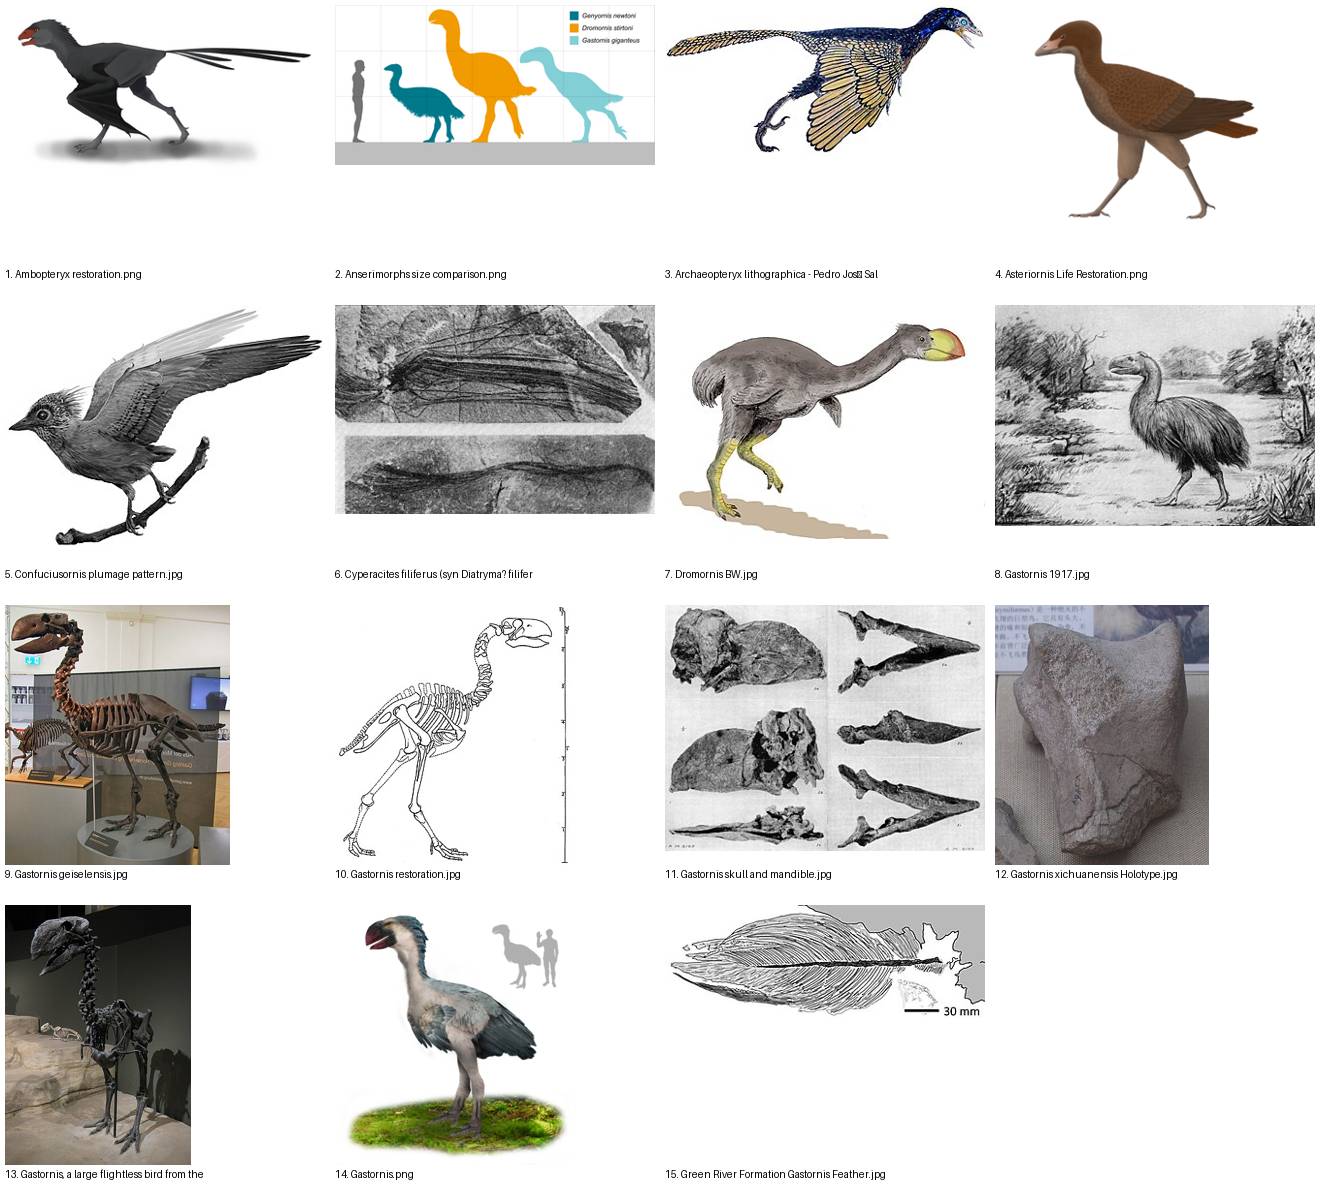 Genyornis newtoni
Dromornis stirtoni
Gastornis giganteus
1. Ambopteryx restoration.png
2. Anserimorphs size comparison.png
3. Archaeopteryx lithographica - Pedro Jos Sal
4. Asteriornis Life Restoration.png
5. Confuciusornis plumage pattern.jpg
6. Cyperacites filiferus (syn Diatryma? filifer
7. Dromornis BW.jpg
8. Gastornis 1917.jpg
9. Gastornis geiselensis.jpg
10. Gastornis restoration.jpg
11. Gastornis skull and mandible.jpg
12. Gastornis xichuanensis Holotype.jpg
30 mm
13. Gastornis, a large flightless bird from the
14. Gastornis.png
15. Green River Formation Gastornis Feather.jpg